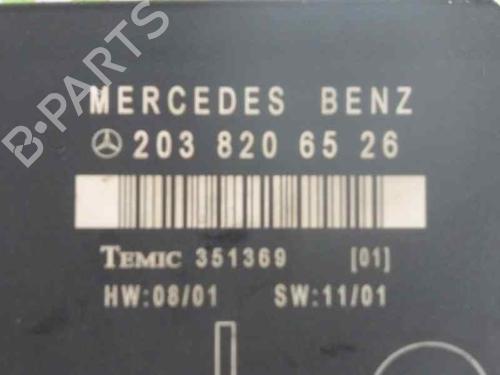 B-PARTS
MERCEDES BENZ
203 820 65 26
TEMIC 351369 [01]
HW:08/01 SW:11/01